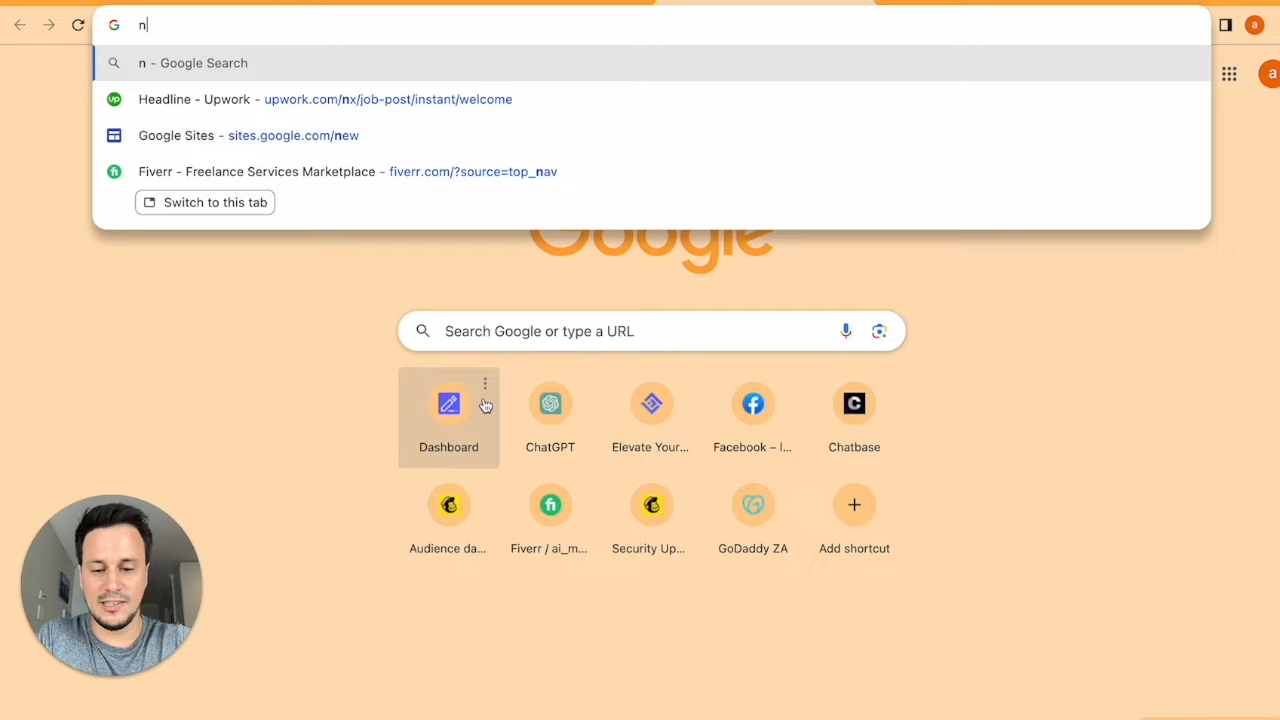 n
n - Google Search
Headline - Upwork - upwork.com/nx/job-post/instant/welcome
Google Sites - sites.google.com/new
Fiverr - Freelance Services Marketplace - fiverr.com/?source=top_nav
Switch to this tab
a
a
Google
Search Google or type a URL
Dashboard
ChatGPT
Elevate Your...
Facebook – l...
Chatbase
Audience da...
Fiverr / ai_m...
Security Up...
GoDaddy ZA
Add shortcut